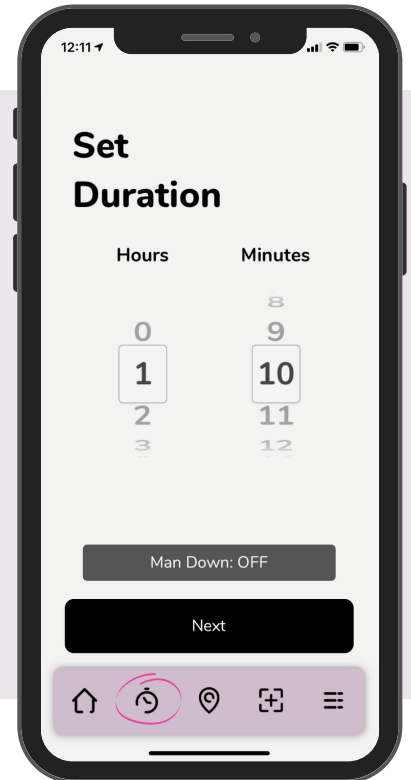 12:11
Set
Duration
Hours Minutes
8
0 9
1 10
2 11
3 12
Man Down: OFF
Next